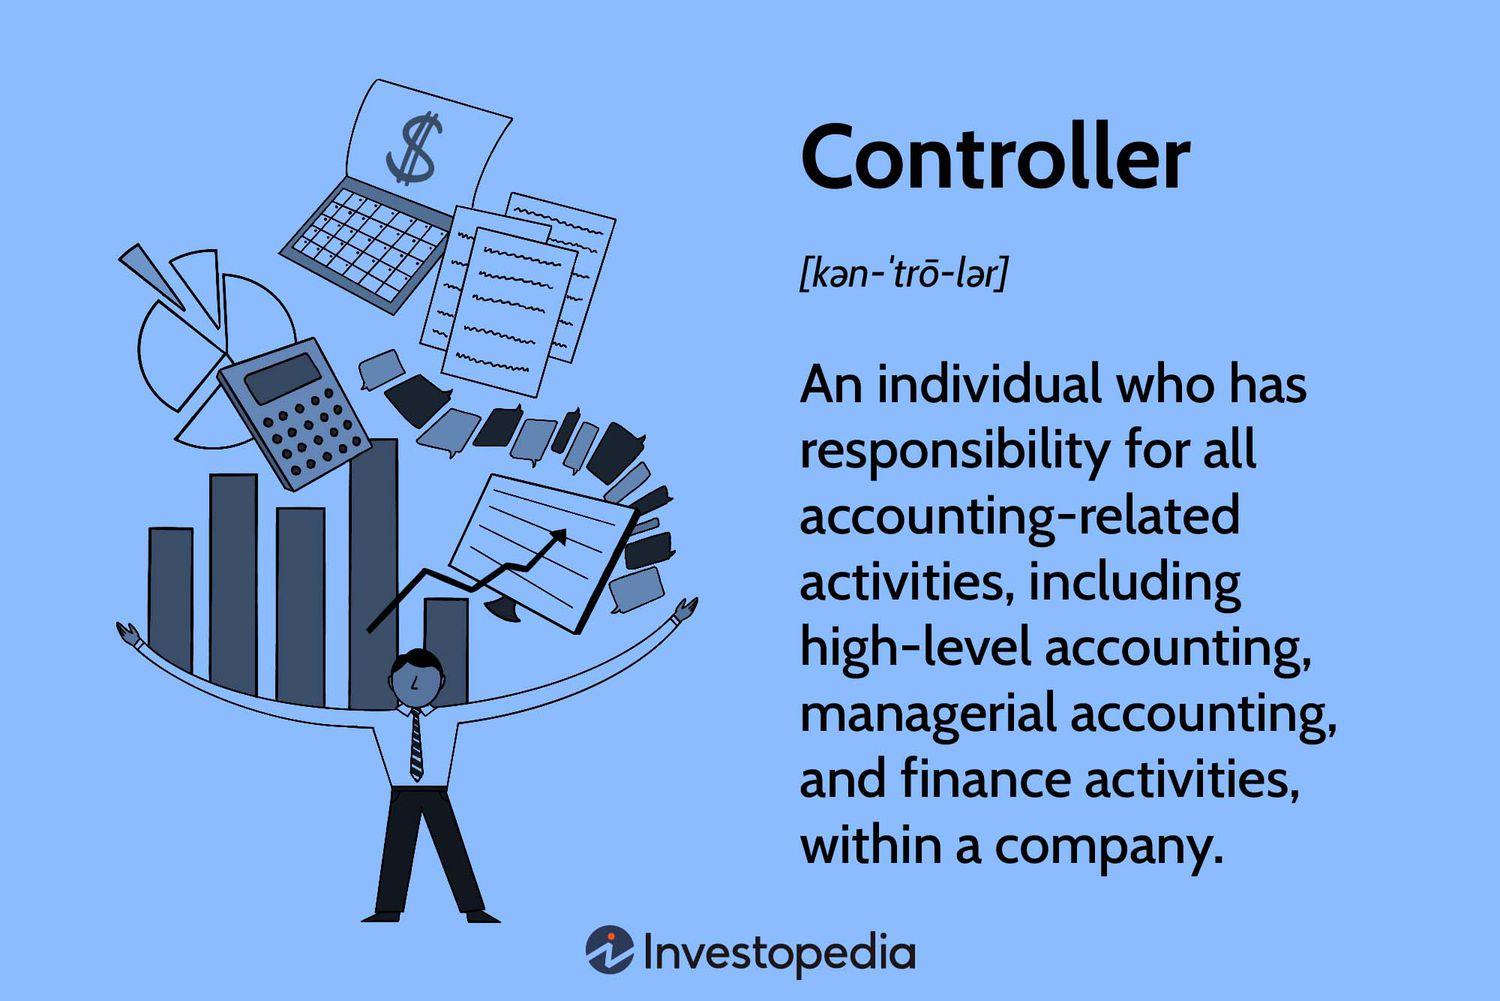 $
Controller
[kən-ˈtrō-lər]
An individual who has
responsibility for all
accounting-related
activities, including
high-level accounting,
managerial accounting,
and finance activities,
within a company.
Investopedia